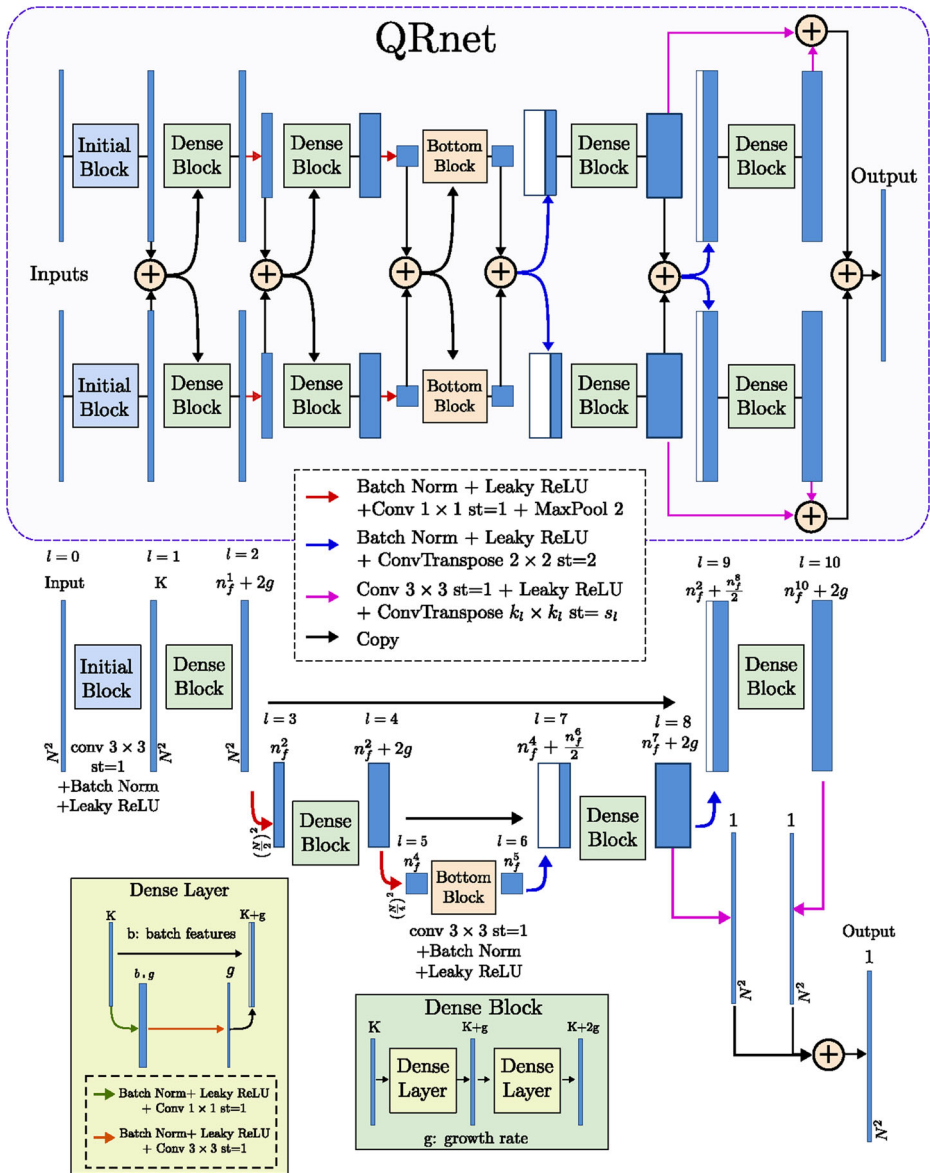 QRnet
Initial
Block
Dense
Block
Dense
Block
Bottom
Block
Dense
Block
Dense
Block
Output
Inputs
Initial
Block
Dense
Block
Dense
Block
Bottom
Block
Dense
Block
Dense
Block
Batch Norm + Leaky ReLU
+Conv 1 × 1 st=1 + MaxPool 2
Batch Norm + Leaky ReLU
+ ConvTranspose 2 × 2 st=2
Conv 3 × 3 st=1 + Leaky ReLU
+ ConvTranspose $k_l × k_l$ st= $s_l$
Copy
$l = 0$
Input
$l = 1$
K
$l = 2$
$n_f^1 + 2g$
$l = 9$
$n_f^2 + \frac{n_f^8}{2}$
$l = 10$
$n_f^{10} + 2g$
Initial
Block
Dense
Block
Dense
Block
$N^2$
conv 3 × 3
st=1
+Batch Norm
+Leaky ReLU
$N^2$
$N^2$
$l = 3$
$n_f^2$
$l = 4$
$n_f^2 + 2g$
$l = 7$
$n_f^4 + \frac{n_f^6}{2}$
$l = 8$
$n_f^7 + 2g$
Dense
Block
$\left(\frac{N}{2}\right)^2$
Dense
Block
$l = 5$
$n_f^4$
$l = 6$
$n_f^5$
Bottom
Block
$\left(\frac{N}{4}\right)^2$
conv 3 × 3 st=1
+Batch Norm
+Leaky ReLU
1
1
$N^2$
$N^2$
Output
1
$N^2$
Dense Layer
K
K+g
b: batch features
b . g
g
Batch Norm+ Leaky ReLU
+ Conv 1 × 1 st=1
Batch Norm+ Leaky ReLU
+ Conv 3 × 3 st=1
Dense Block
K
K+g
K+2g
Dense
Layer
Dense
Layer
g: growth rate